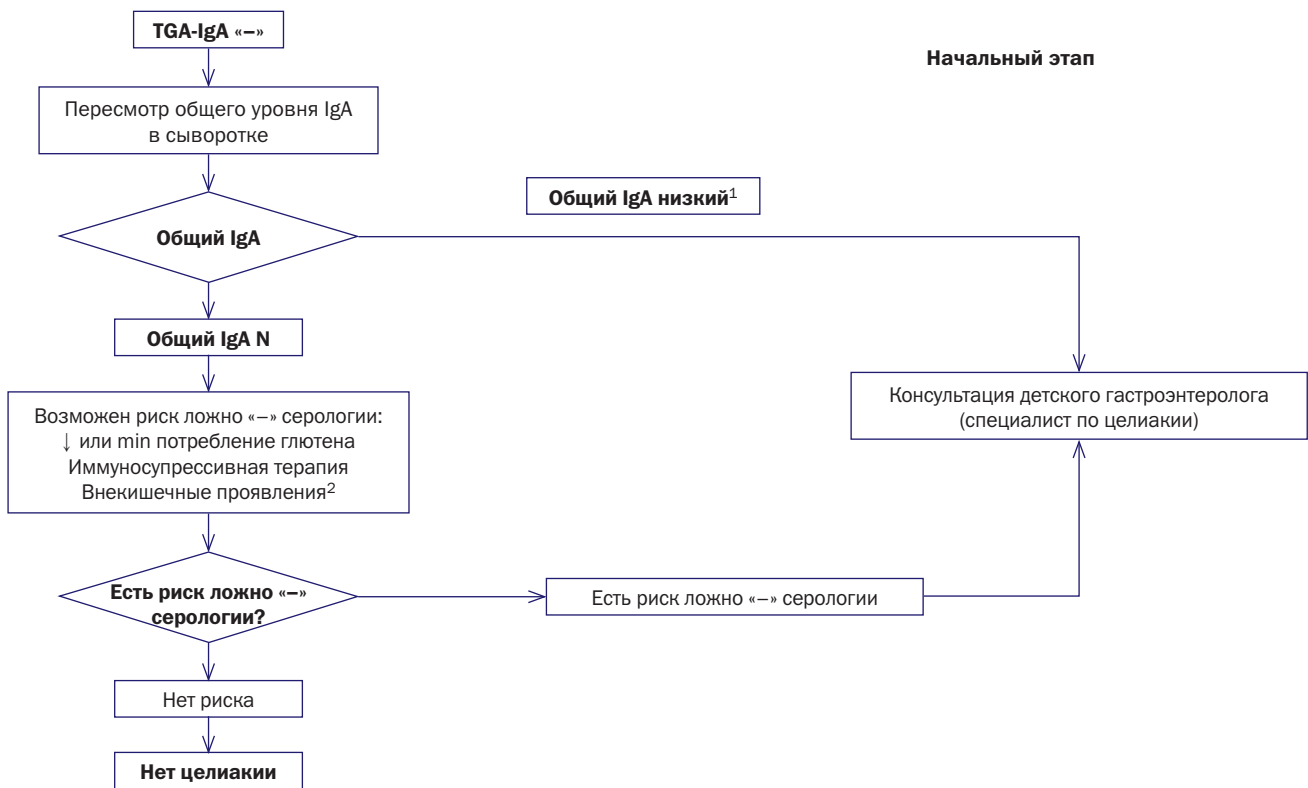 TGA-IgA «–»
Начальный этап
Пересмотр общего уровня IgA
в сыворотке
Общий IgA низкий¹
Общий IgA
Общий IgA N
Возможен риск ложно «–» серологии:
↓ или min потребление глютена
Иммуносупрессивная терапия
Внекишечные проявления²
Консультация детского гастроэнтеролога
(специалист по целиакии)
Есть риск ложно «–»
серологии?
Есть риск ложно «–» серологии
Нет риска
Нет целиакии